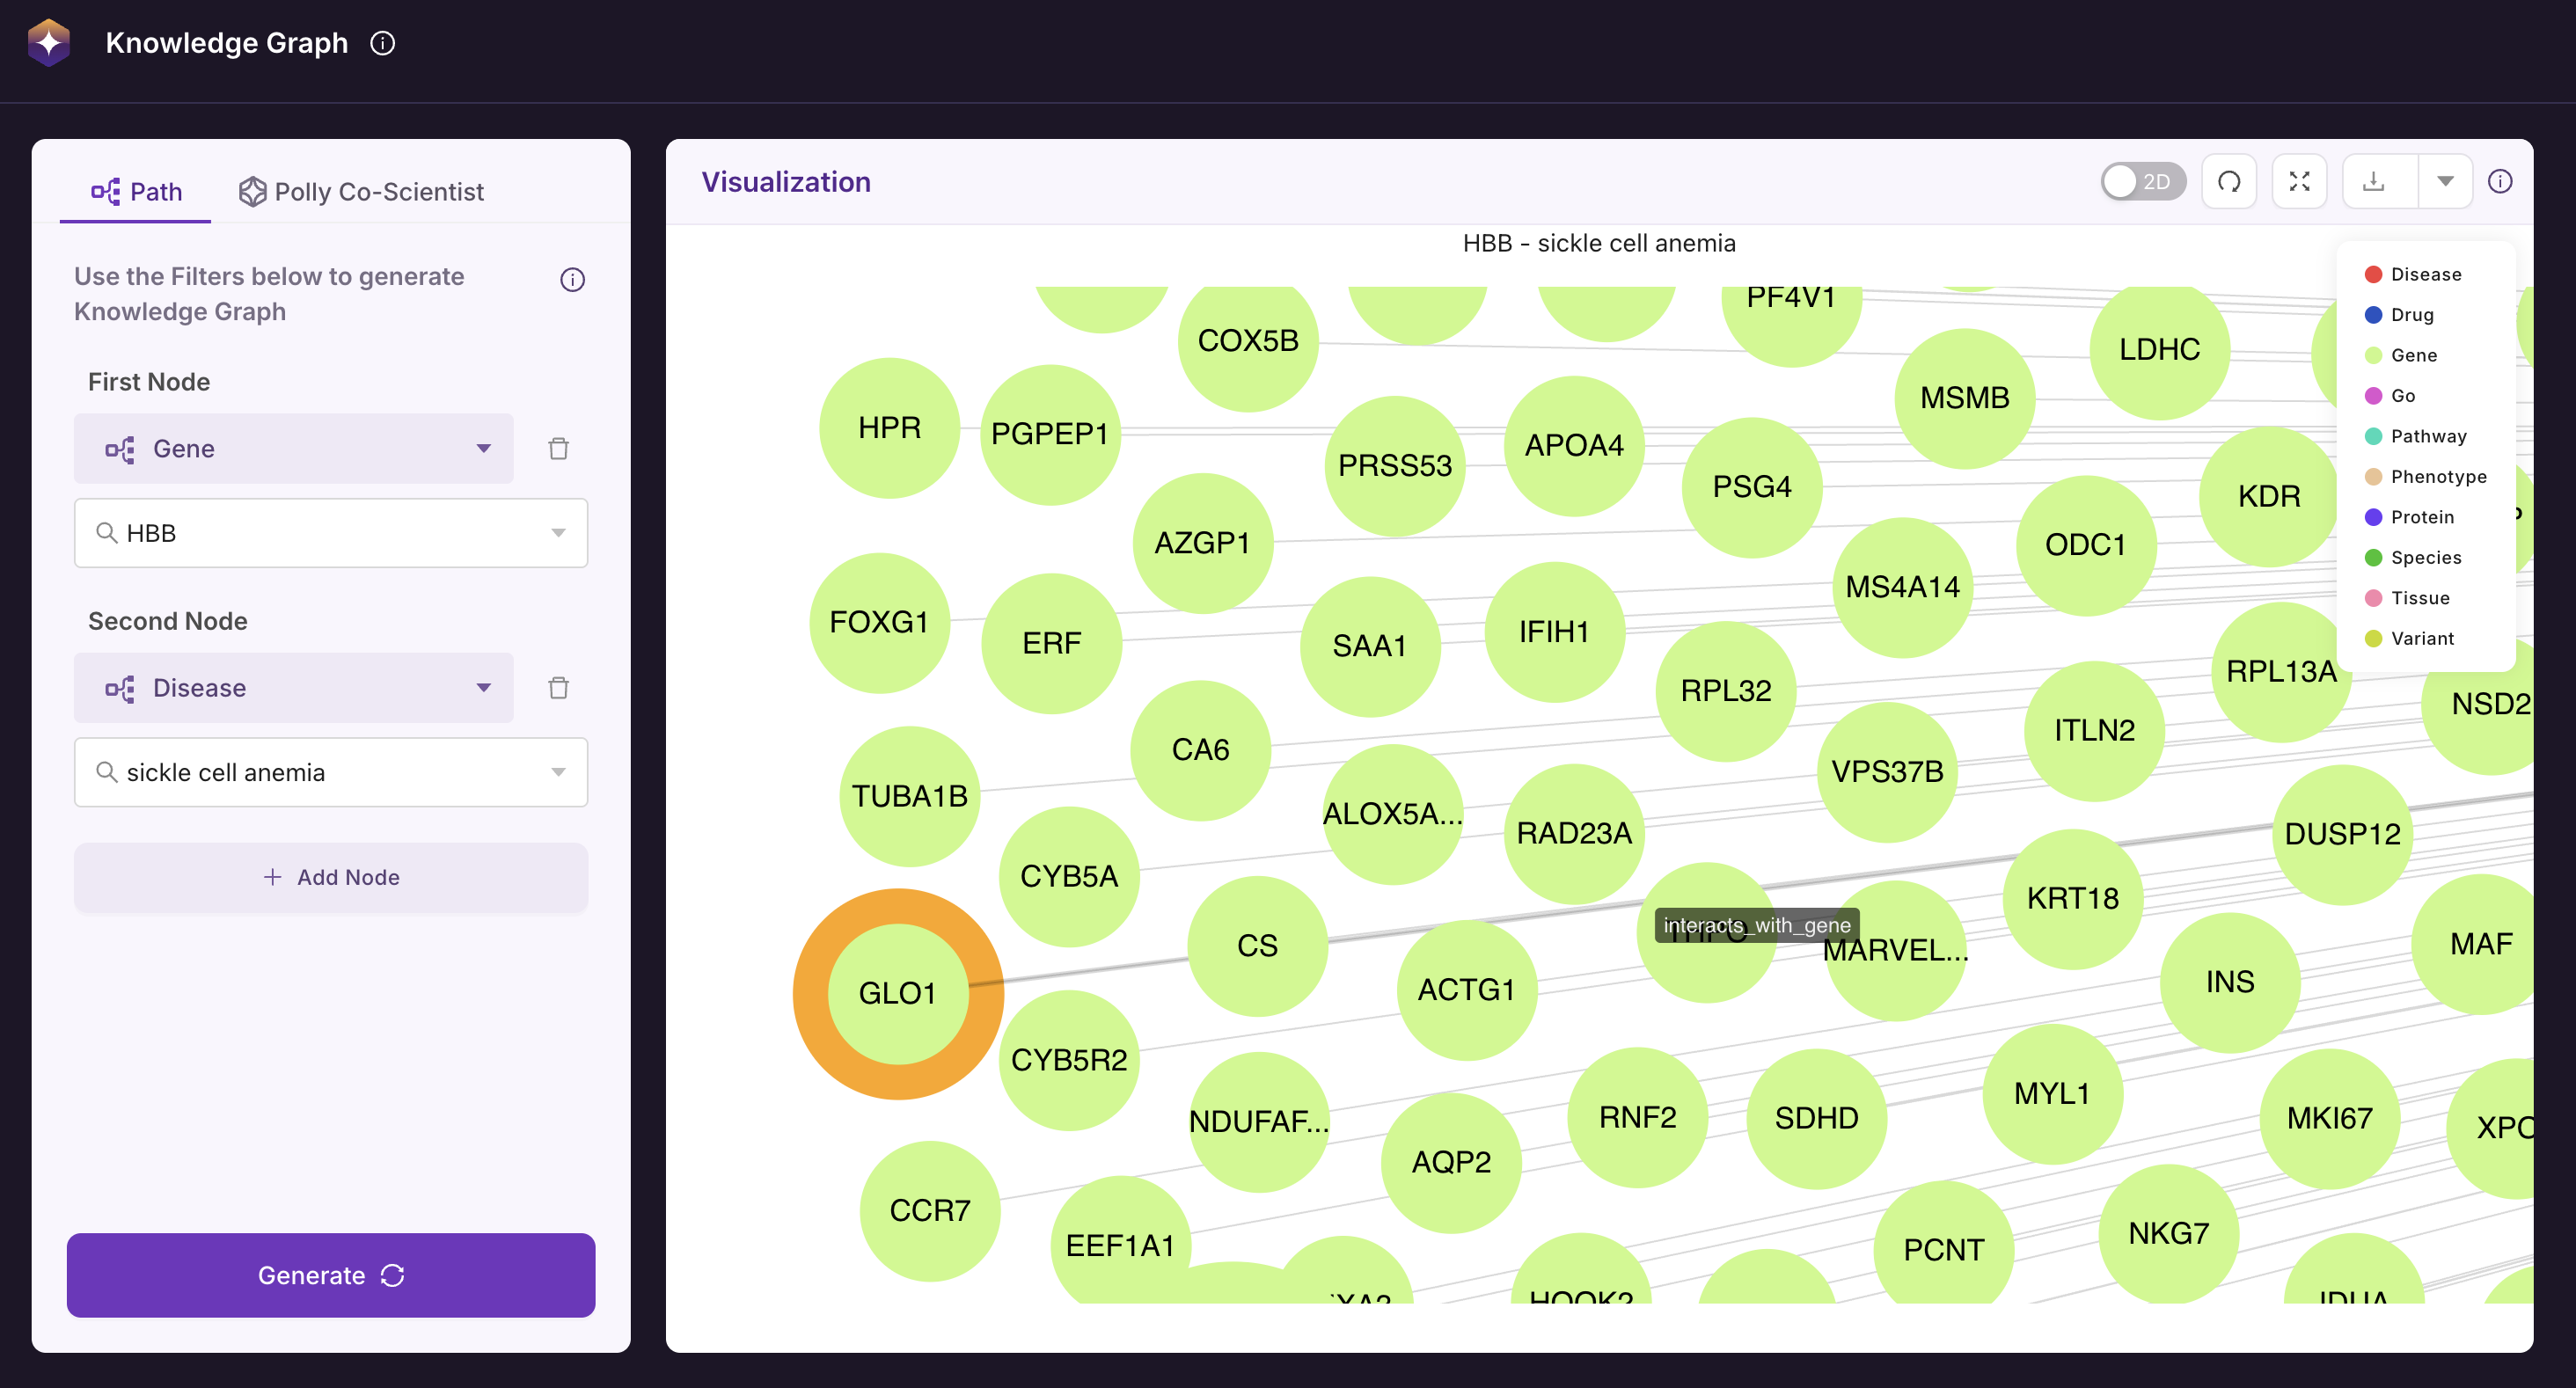 Knowledge Graph
Path
Polly Co-Scientist
Use the Filters below to generate
Knowledge Graph
First Node
Gene
HBB
Second Node
Disease
sickle cell anemia
+ Add Node
Generate
Visualization
2D
HBB - sickle cell anemia
Disease
Drug
Gene
Go
Pathway
Phenotype
Protein
Species
Tissue
Variant
PF4V1
COX5B
LDHC
MSMB
HPR
PGPEP1
PRSS53
APOA4
PSG4
KDR
AZGP1
ODC1
MS4A14
FOXG1
ERF
SAA1
IFIH1
RPL32
RPL13A
NSD2
CA6
ITLN2
VPS37B
TUBA1B
ALOX5A...
RAD23A
DUSP12
CYB5A
KRT18
interacts_with_gene
CS
MARVEL...
MAF
GLO1
ACTG1
INS
CYB5R2
MYL1
NDUFAF...
RNF2
SDHD
MKI67
AQP2
CCR7
EEF1A1
PCNT
NKG7
HOOK2
IDUA